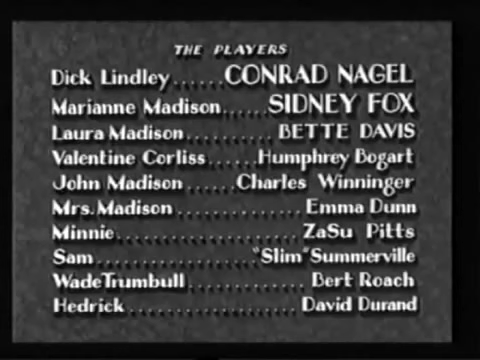 THE PLAYERS
Dick Lindley......CONRAD NAGEL
Marianne Madison.....SIDNEY FOX
Laura Madison..........BETTE DAVIS
Valentine Corliss......Humphrey Bogart
John Madison......Charles Winninger
Mrs. Madison..............Emma Dunn
Minnie.....................ZaSu Pitts
Sam..................."Slim" Summerville
Wade Trumbull.............Bert Roach
Hedrick....................David Durand